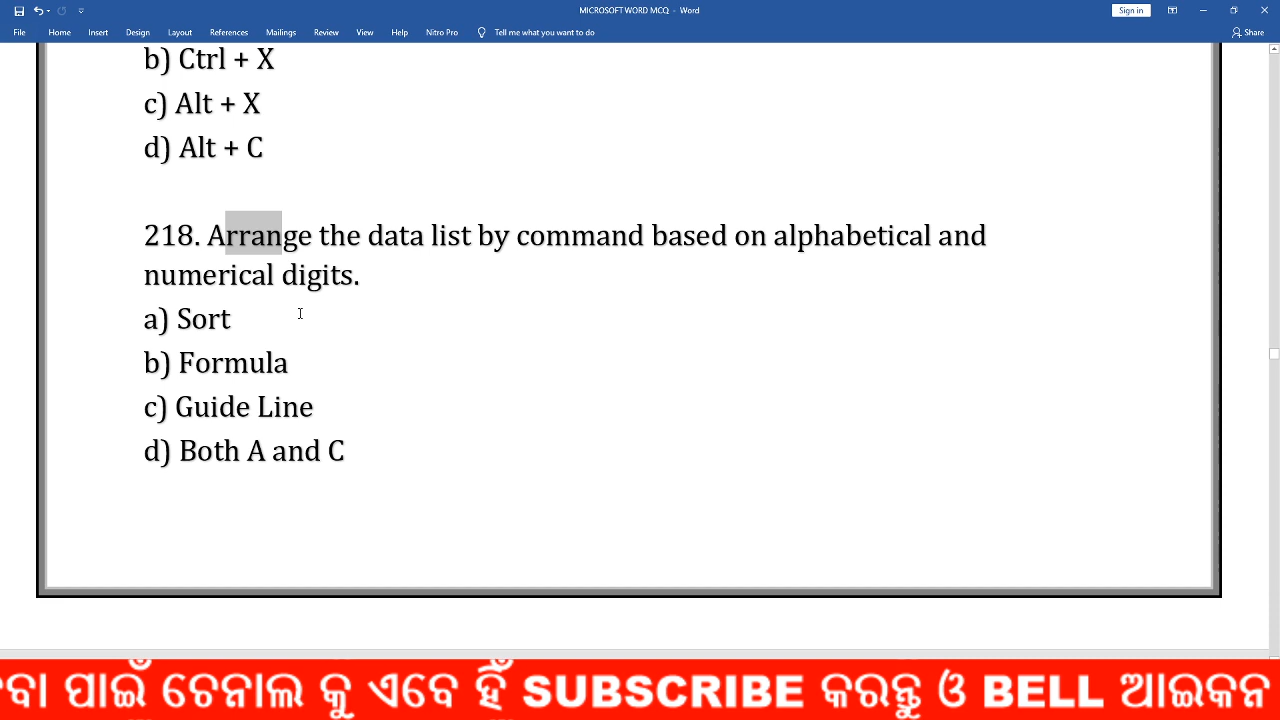 MICROSOFT WORD MCQ - Word
Sign in
File Home Insert Design Layout References Mailings Review View Help Nitro Pro Tell me what you want to do Share
b) Ctrl + X
c) Alt + X
d) Alt + C
218. Arrange the data list by command based on alphabetical and
numerical digits.
a) Sort
b) Formula
c) Guide Line
d) Both A and C
ପାଇଁ ଚେନାଲ କୁ ଏବେ ହିଁ SUBSCRIBE କରନ୍ତୁ ଓ BELL ଆଇକନ